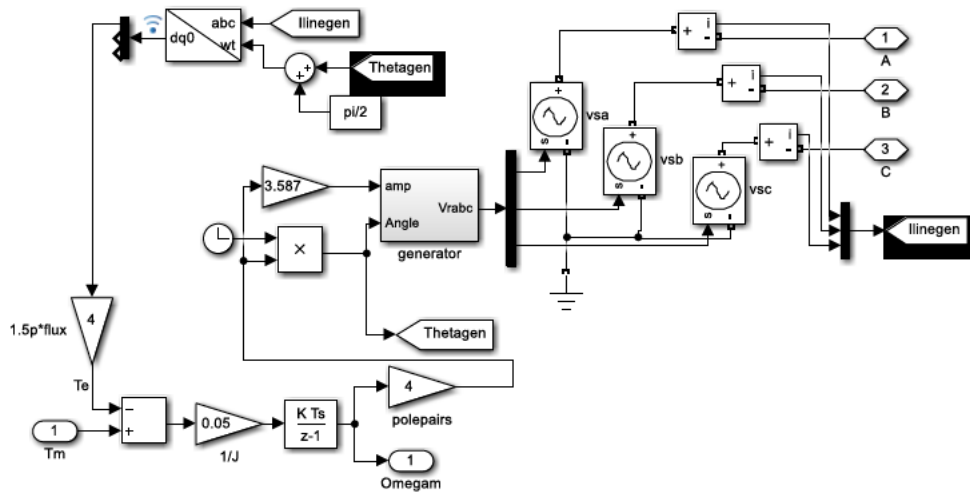 abc
wt
dq0
Ilinegen
Thetagen
pi/2
+
+
i
-
1
A
i
-
2
B
i
-
3
C
+
+
+
vsa
vsb
vsc
S
S
S
+
-
+
-
+
-
3.587
amp
Angle
Vrabc
generator
×
Ilinegen
Thetagen
4
1.5p*flux
Te
4
polepairs
1
Tm
−
+
0.05
1/J
K Ts
z-1
1
Omegam